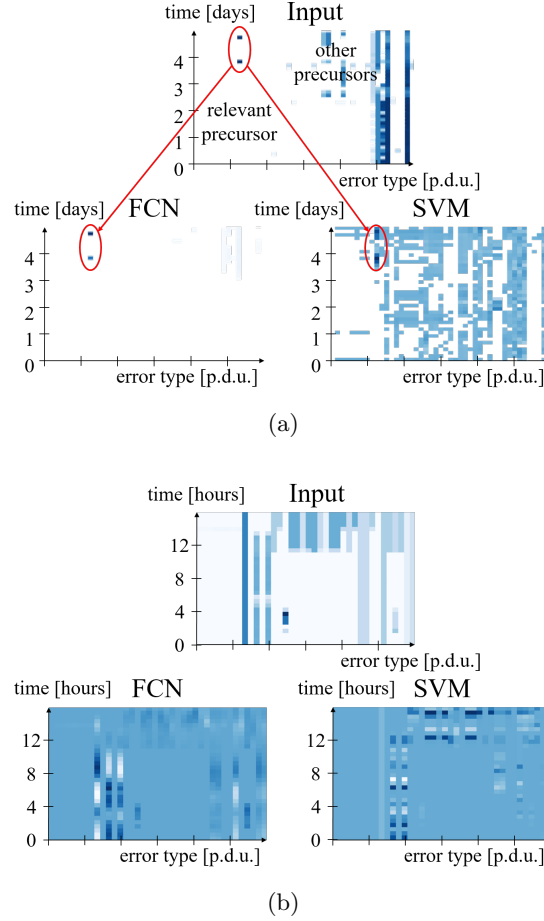 time [days] Input
other
precursors
relevant
precursor
4
3
2
1
0
error type [p.d.u.]
time [days] FCN
4
3
2
1
0
error type [p.d.u.]
time [days] SVM
4
3
2
1
0
error type [p.d.u.]
(a)
time [hours] Input
12
8
4
0
error type [p.d.u.]
time [hours] FCN
12
8
4
0
error type [p.d.u.]
time [hours] SVM
12
8
4
0
error type [p.d.u.]
(b)